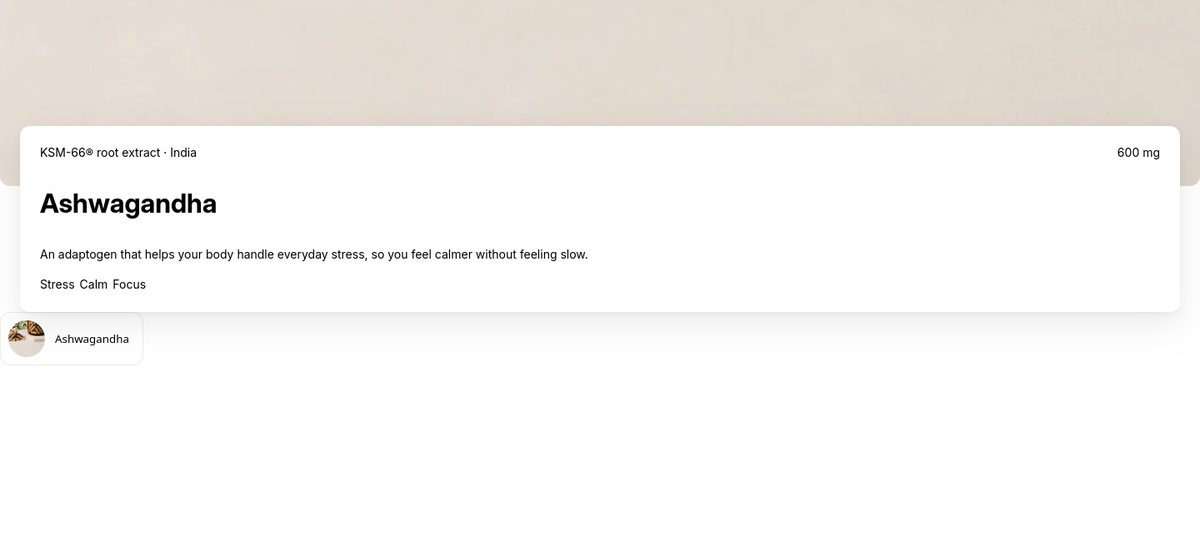 KSM-66® root extract · India
600 mg
Ashwagandha
An adaptogen that helps your body handle everyday stress, so you feel calmer without feeling slow.
Stress Calm Focus
Ashwagandha